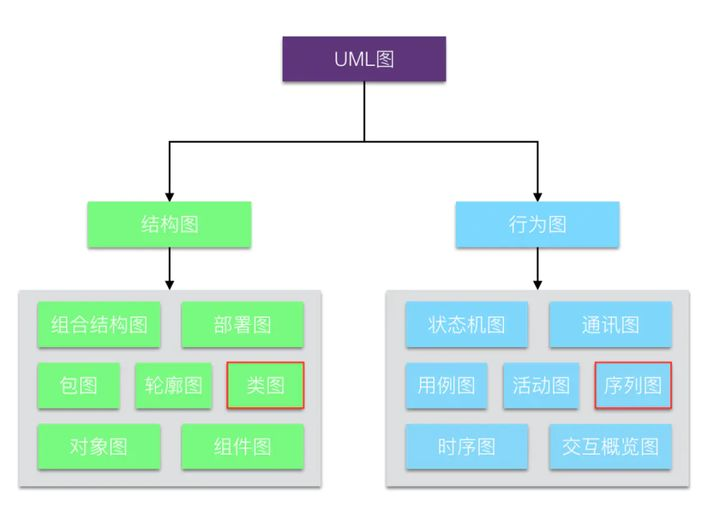 UML图
结构图
行为图
组合结构图
部署图
包图
轮廓图
类图
对象图
组件图
状态机图
通讯图
用例图
活动图
序列图
时序图
交互概览图